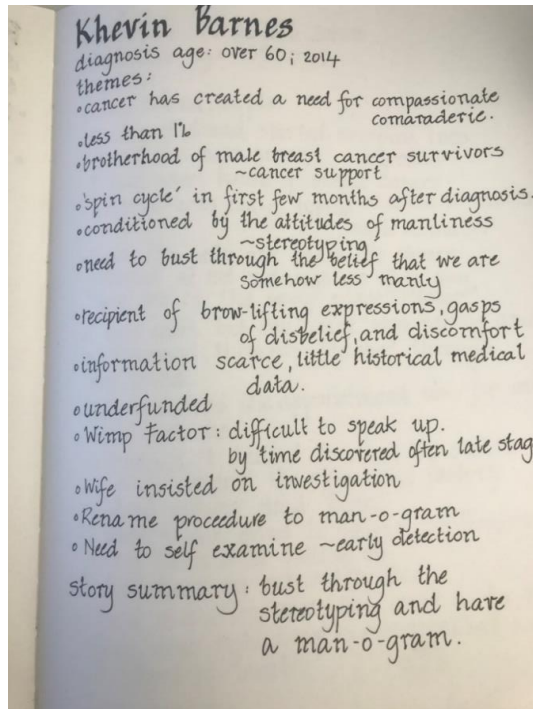 Khevin Barnes
diagnosis age: over 60; 2014
themes:
•cancer has created a need for compassionate
comaraderie.
•less than 1%
•brotherhood of male breast cancer survivors
~cancer support
•'spin cycle' in first few months after diagnosis.
•conditioned by the attitudes of manliness
~stereotyping
•need to bust through the belief that we are
somehow less manly
•recipient of brow-lifting expressions, gasps
of disbelief, and discomfort
•information scarce, little historical medical
data.
•underfunded
•Wimp Factor: difficult to speak up.
by time discovered often late stag
•Wife insisted on investigation
•Rename proceedure to man-o-gram
•Need to self examine ~early detection
story summary: bust through the
stereotyping and have
a man-o-gram.